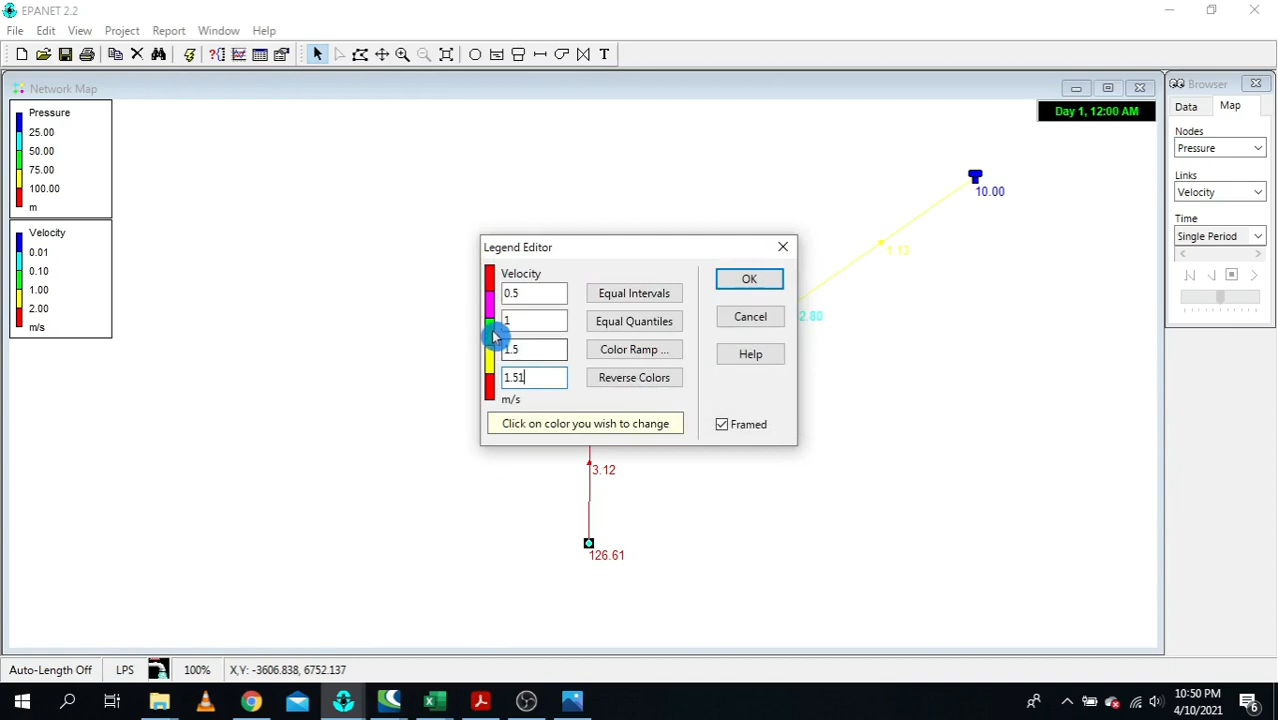 EPANET 2.2
File Edit View Project Report Window Help
Network Map
Browser
Pressure
25.00
50.00
75.00
100.00
m
Velocity
0.01
0.10
1.00
2.00
m/s
Day 1, 12:00 AM
Data Map
Nodes
Pressure
Links
Velocity
Time
Single Period
10.00
1.13
2.80
3.12
126.61
Legend Editor
Velocity
0.5
1
1.5
1.51
m/s
Equal Intervals
Equal Quantiles
Color Ramp ...
Reverse Colors
OK
Cancel
Help
Click on color you wish to change
Framed
Auto-Length Off LPS 100% X,Y: -3606.838, 6752.137
10:50 PM
4/10/2021
6